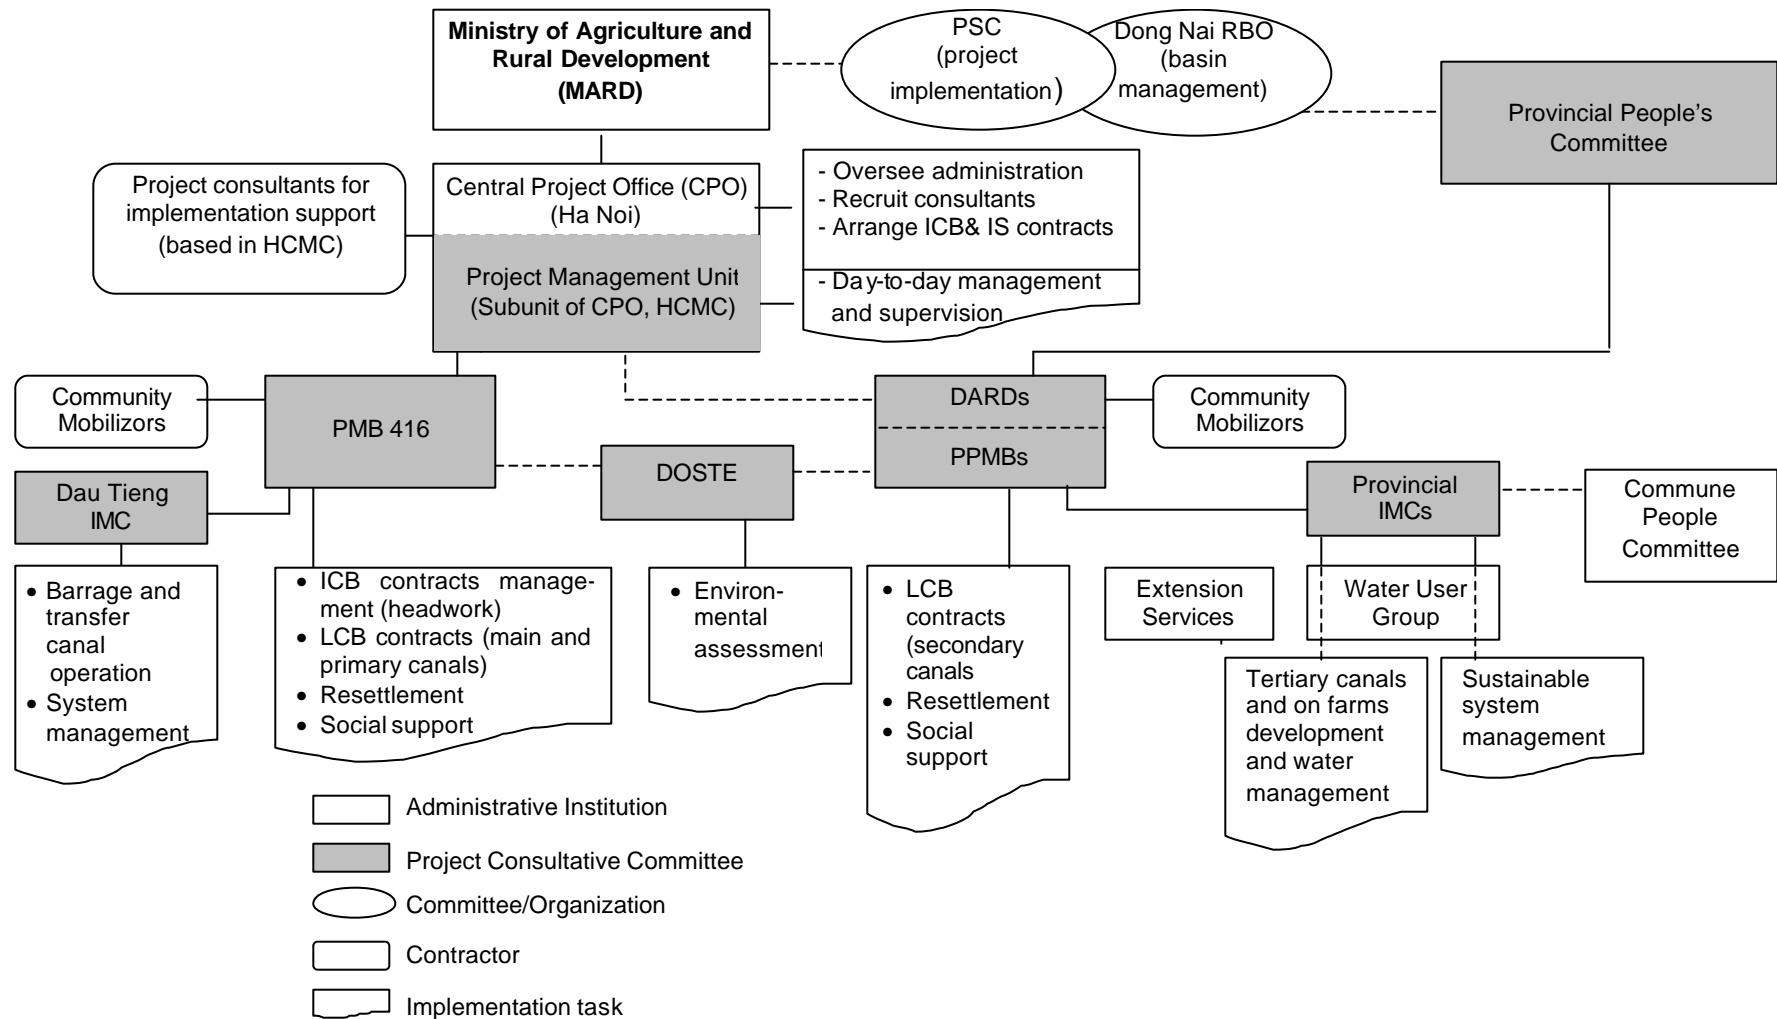 Ministry of Agriculture and
Rural Development
(MARD)
PSC
(project
implementation)
Dong Nai RBO
(basin
management)
Provincial People's
Committee
Project consultants for
implementation support
(based in HCMC)
Central Project Office (CPO)
(Ha Noi)
- Oversee administration
- Recruit consultants
- Arrange ICB& IS contracts
Project Management Unit
(Subunit of CPO, HCMC)
- Day-to-day management
and supervision
Community
Mobilizors
PMB 416
DARDs
PPMBs
Community
Mobilizors
DOSTE
Dau Tieng
IMC
Provincial
IMCs
Commune
People
Committee
• Barrage and
transfer
canal
operation
• System
management
• ICB contracts manage-
ment (headwork)
• LCB contracts (main and
primary canals)
• Resettlement
• Social support
• Environ-
mental
assessment
• LCB
contracts
(secondary
canals
• Resettlement
• Social
support
Extension
Services
Water User
Group
Tertiary canals
and on farms
development
and water
management
Sustainable
system
management
Administrative Institution
Project Consultative Committee
Committee/Organization
Contractor
Implementation task